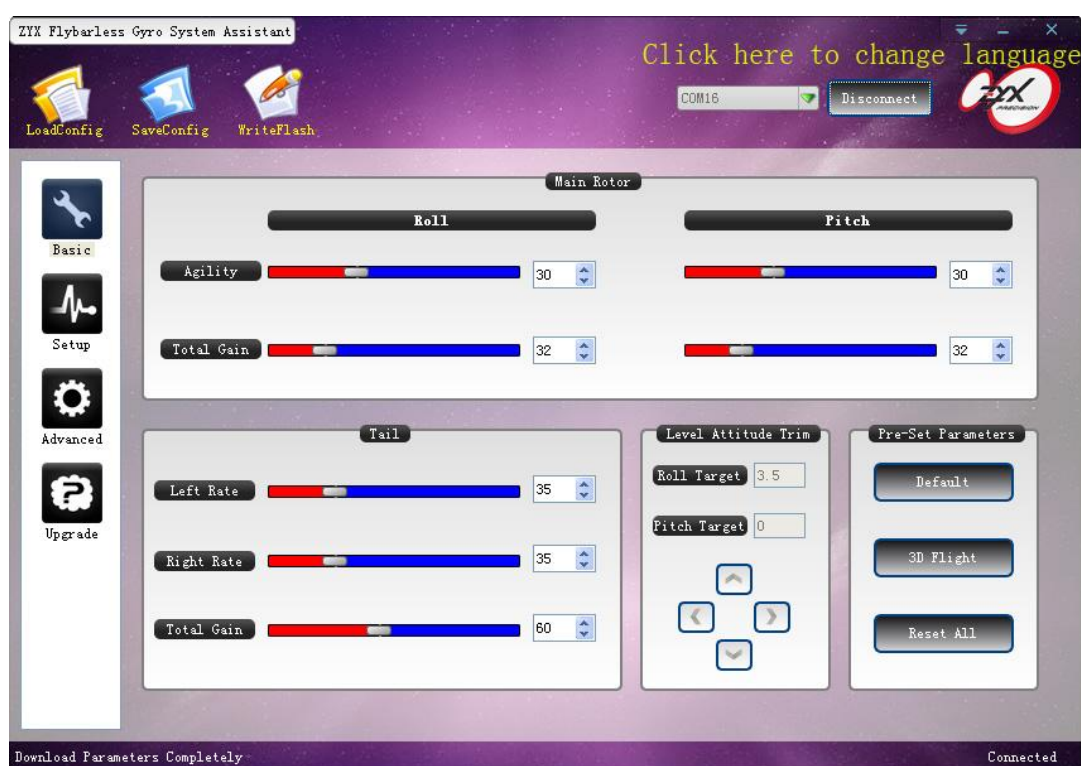 ZYX Flybarless Gyro System Assistant
Click here to change language
COM16
Disconnect
ZYX
PRECISION
LoadConfig
SaveConfig
WriteFlash
Main Rotor
Roll
Pitch
Basic
Agility
30
30
Setup
Total Gain
32
32
Advanced
Tail
Left Rate
35
Right Rate
35
Total Gain
60
Level Attitude Trim
Roll Target
3.5
Pitch Target
0
Pre-Set Parameters
Default
3D Flight
Reset All
Upgrade
Download Parameters Completely
Connected